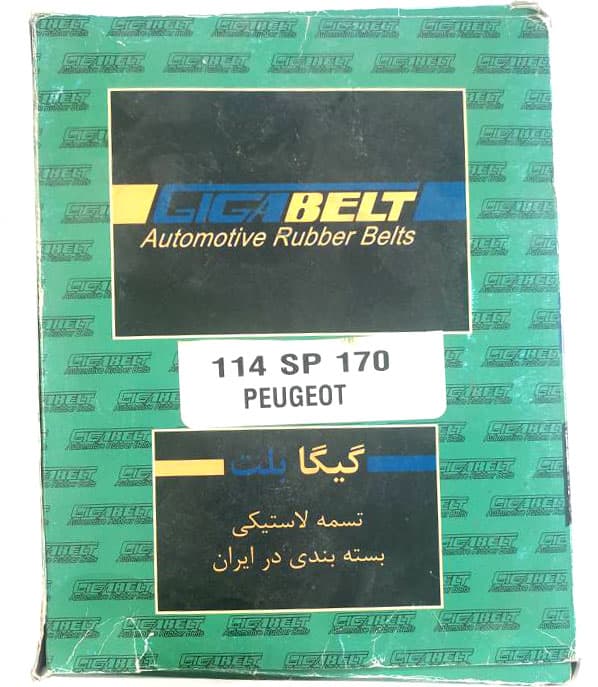 GIGABELT
Automotive Rubber Belts
114 SP 170
PEUGEOT
گیگا بلت
تسمه لاستیکی
بسته بندی در ایران